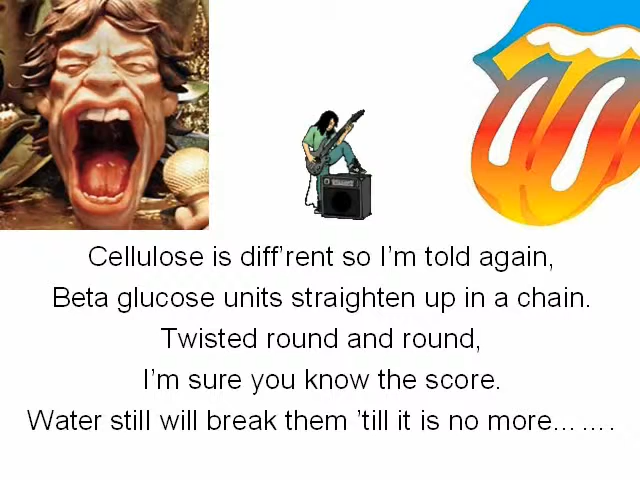 Cellulose is diff’rent so I’m told again,
Beta glucose units straighten up in a chain.
Twisted round and round,
I’m sure you know the score.
Water still will break them ’till it is no more…….